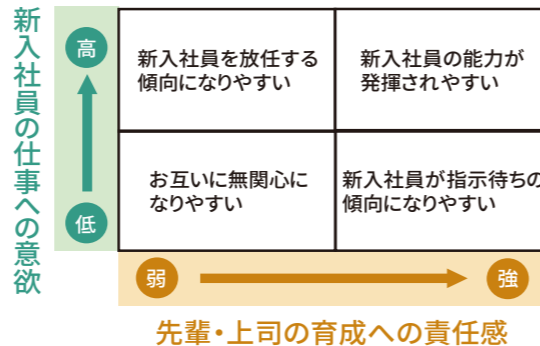 新入社員の仕事への意欲
高
新入社員を放任する
傾向になりやすい
新入社員の能力が
発揮されやすい
低
お互いに無関心に
なりやすい
新入社員が指示待ちの
傾向になりやすい
弱
強
先輩・上司の育成への責任感